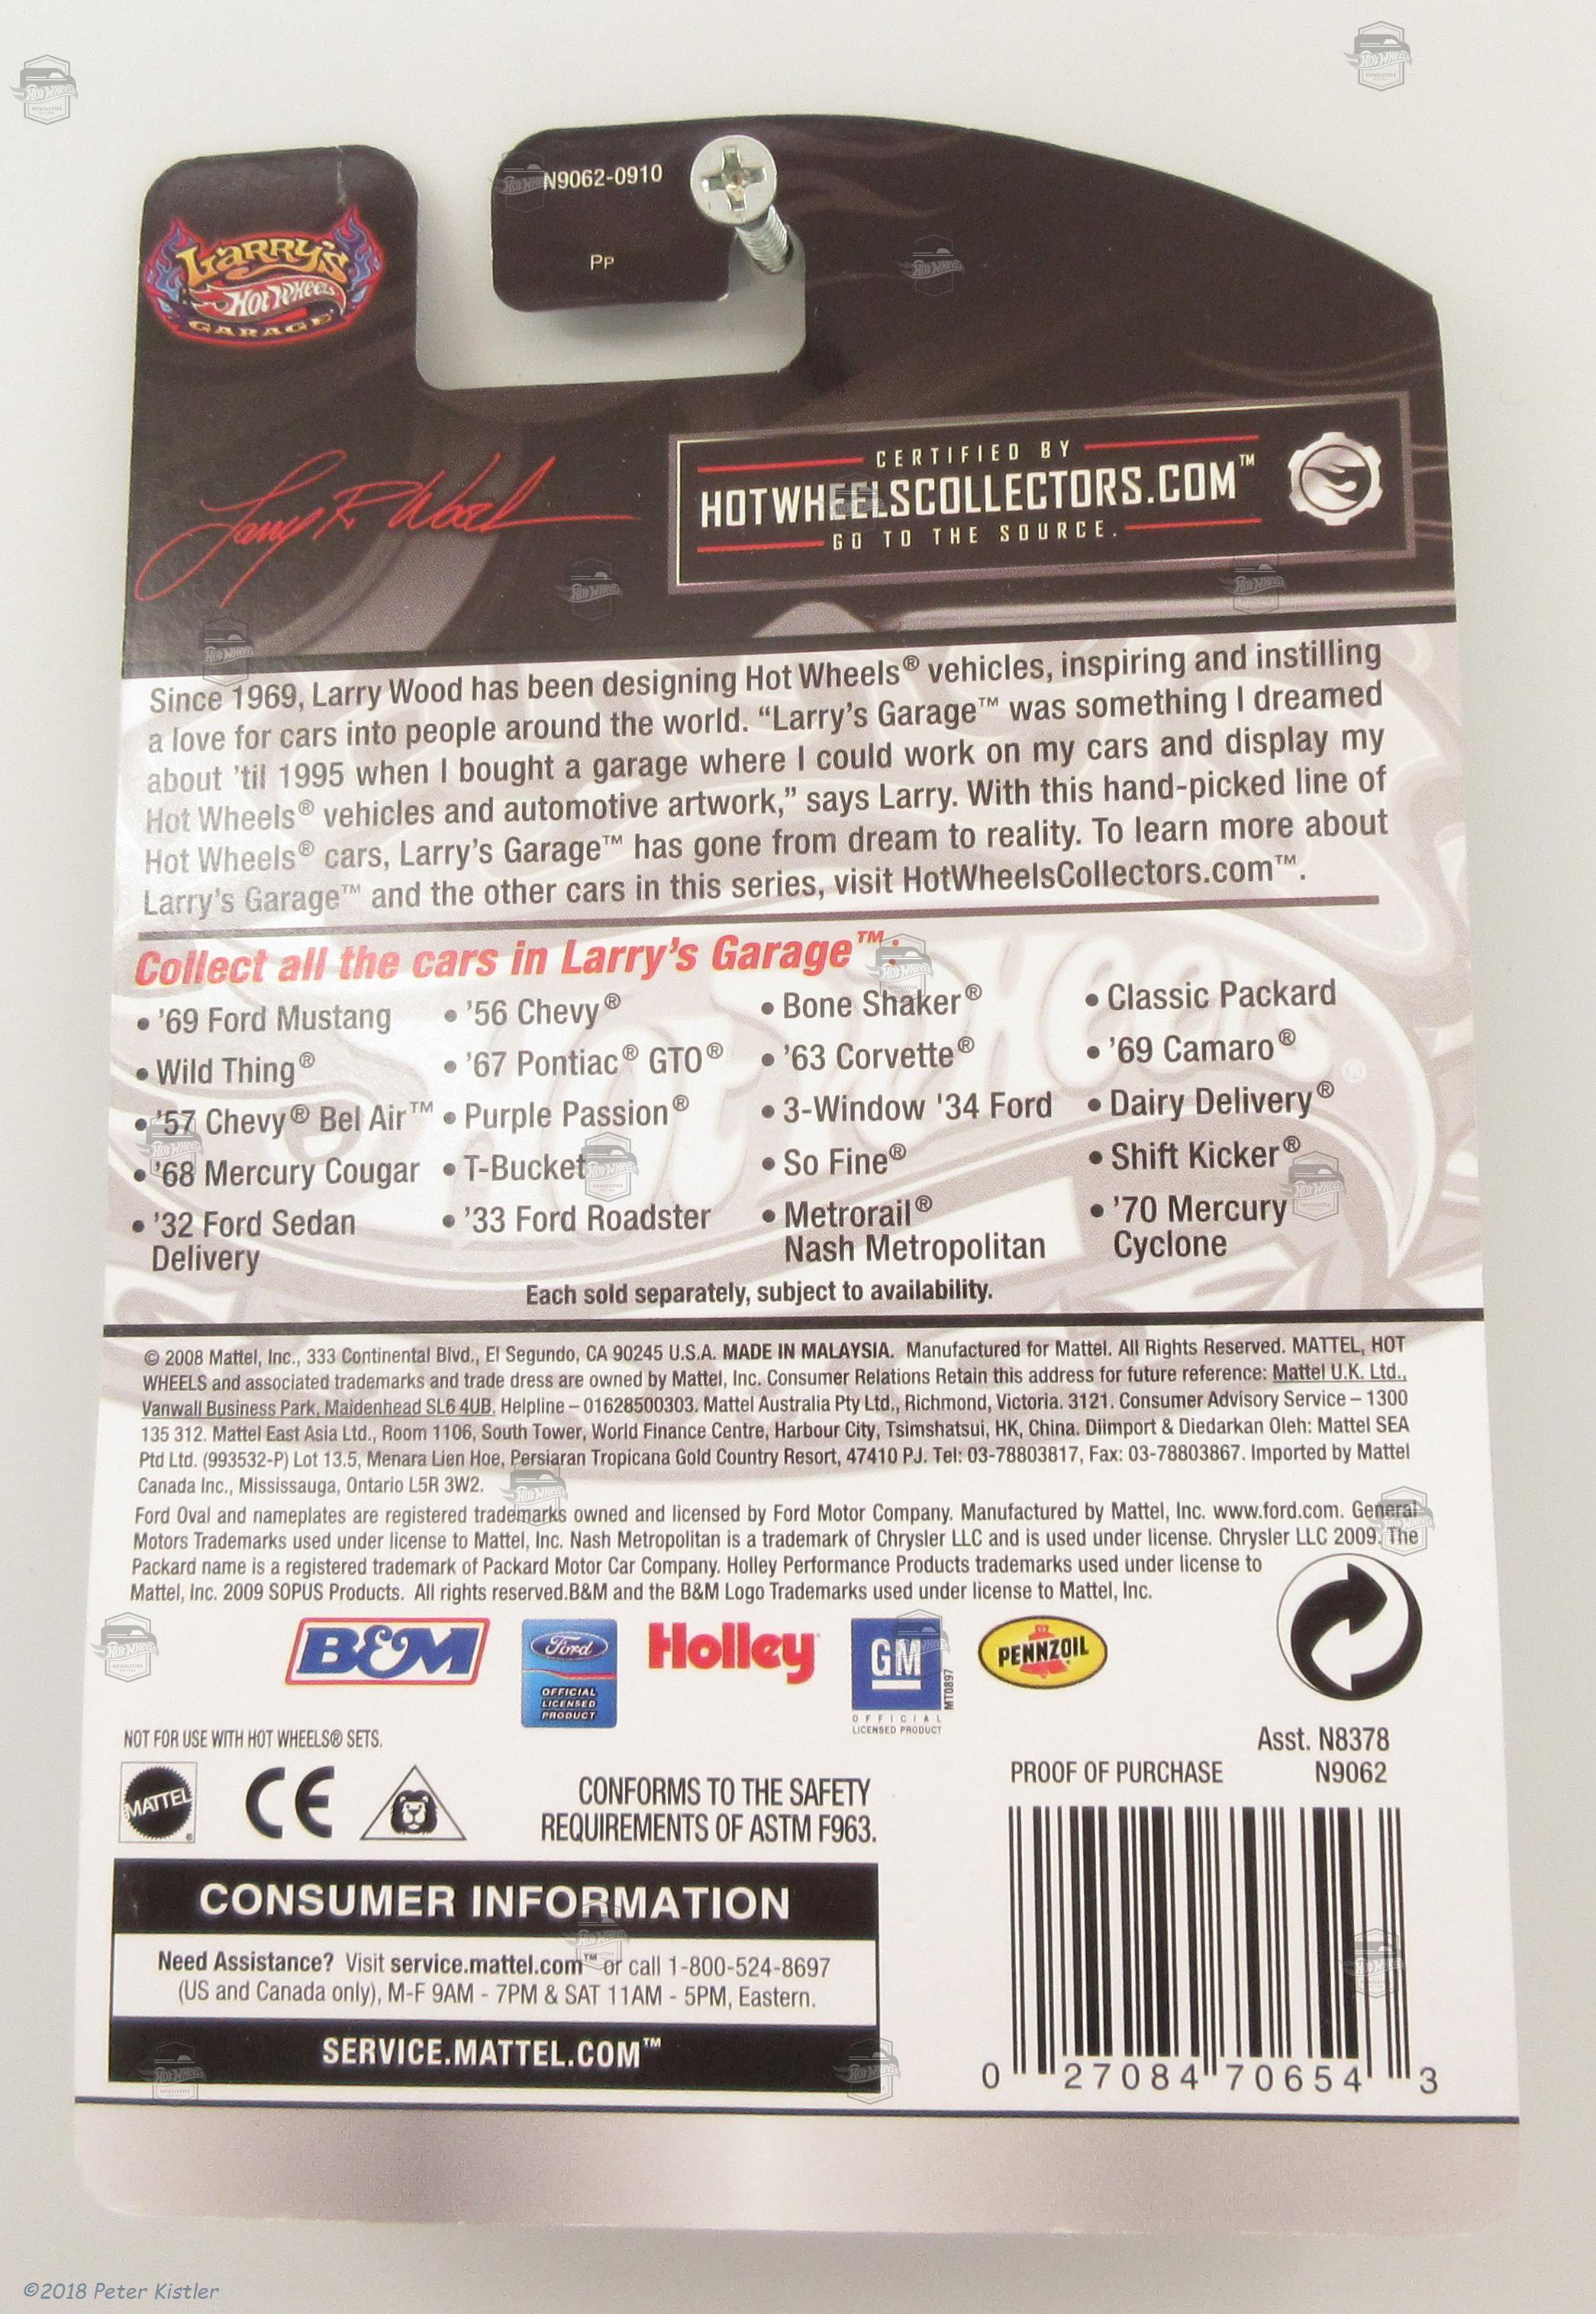 N9062-0910
PP
LARRY'S
Hot Wheels
GARAGE
Larry R Wood
CERTIFIED BY
HOTWHEELSCOLLECTORS.COM™
GO TO THE SOURCE.
Since 1969, Larry Wood has been designing Hot Wheels® vehicles, inspiring and instilling
a love for cars into people around the world. “Larry’s Garage™ was something I dreamed
about ’til 1995 when I bought a garage where I could work on my cars and display my
Hot Wheels® vehicles and automotive artwork,” says Larry. With this hand-picked line of
Hot Wheels® cars, Larry’s Garage™ has gone from dream to reality. To learn more about
Larry’s Garage™ and the other cars in this series, visit HotWheelsCollectors.com™.
Collect all the cars in Larry’s Garage™:
• ’69 Ford Mustang
• Wild Thing®
• ’57 Chevy® Bel Air™
• ’68 Mercury Cougar
• ’32 Ford Sedan
Delivery
• ’56 Chevy®
• ’67 Pontiac® GTO®
• Purple Passion®
• T-Bucket
• ’33 Ford Roadster
• Bone Shaker®
• ’63 Corvette®
• 3-Window '34 Ford
• So Fine®
• Metrorail®
Nash Metropolitan
• Classic Packard
• ’69 Camaro®
• Dairy Delivery®
• Shift Kicker®
• ’70 Mercury
Cyclone
Each sold separately, subject to availability.
© 2008 Mattel, Inc., 333 Continental Blvd., El Segundo, CA 90245 U.S.A. MADE IN MALAYSIA. Manufactured for Mattel. All Rights Reserved. MATTEL, HOT
WHEELS and associated trademarks and trade dress are owned by Mattel, Inc. Consumer Relations Retain this address for future reference: Mattel U.K. Ltd.,
Vanwall Business Park, Maidenhead SL6 4UB. Helpline – 01628500303. Mattel Australia Pty Ltd., Richmond, Victoria. 3121. Consumer Advisory Service – 1300
135 312. Mattel East Asia Ltd., Room 1106, South Tower, World Finance Centre, Harbour City, Tsimshatsui, HK, China. Diimport & Diedarkan Oleh: Mattel SEA
Ptd Ltd. (993532-P) Lot 13.5, Menara Lien Hoe, Persiaran Tropicana Gold Country Resort, 47410 PJ. Tel: 03-78803817, Fax: 03-78803867. Imported by Mattel
Canada Inc., Mississauga, Ontario L5R 3W2.
Ford Oval and nameplates are registered trademarks owned and licensed by Ford Motor Company. Manufactured by Mattel, Inc. www.ford.com. General
Motors Trademarks used under license to Mattel, Inc. Nash Metropolitan is a trademark of Chrysler LLC and is used under license. Chrysler LLC 2009. The
Packard name is a registered trademark of Packard Motor Car Company. Holley Performance Products trademarks used under license to
Mattel, Inc. 2009 SOPUS Products. All rights reserved.B&M and the B&M Logo Trademarks used under license to Mattel, Inc.
B&M
Ford
OFFICIAL
LICENSED
PRODUCT
Holley
GM
OFFICIAL
LICENSED PRODUCT
MT0897
PENNZOIL
NOT FOR USE WITH HOT WHEELS® SETS.
MATTEL
CE
CONFORMS TO THE SAFETY
REQUIREMENTS OF ASTM F963.
Asst. N8378
PROOF OF PURCHASE N9062
CONSUMER INFORMATION
Need Assistance? Visit service.mattel.com™ or call 1-800-524-8697
(US and Canada only), M-F 9AM - 7PM & SAT 11AM - 5PM, Eastern.
SERVICE.MATTEL.COM™
0 27084 70654 3
©2018 Peter Kistler